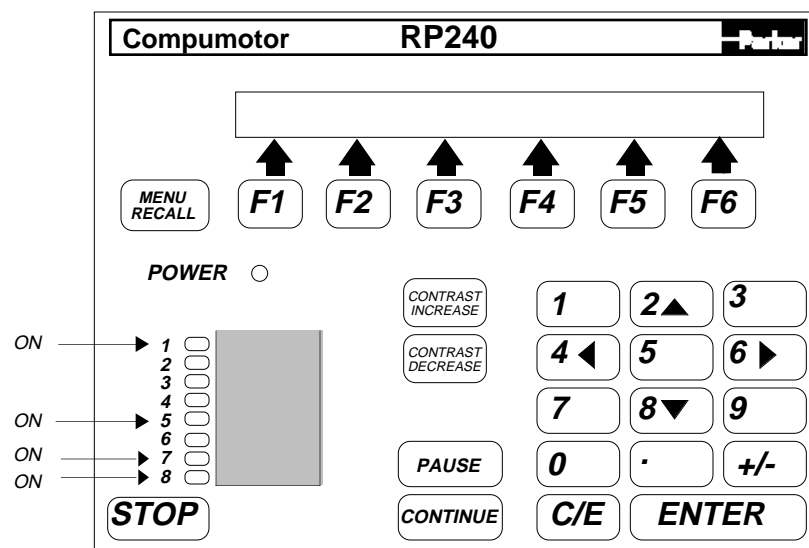 Compumotor RP240 Parker
MENU RECALL F1 F2 F3 F4 F5 F6
POWER
CONTRAST INCREASE 1 2 3
ON 1
2
3
CONTRAST DECREASE 4 5 6
4
ON 5
6
7 8 9
ON 7
ON 8
PAUSE 0 . +/-
STOP CONTINUE C/E ENTER